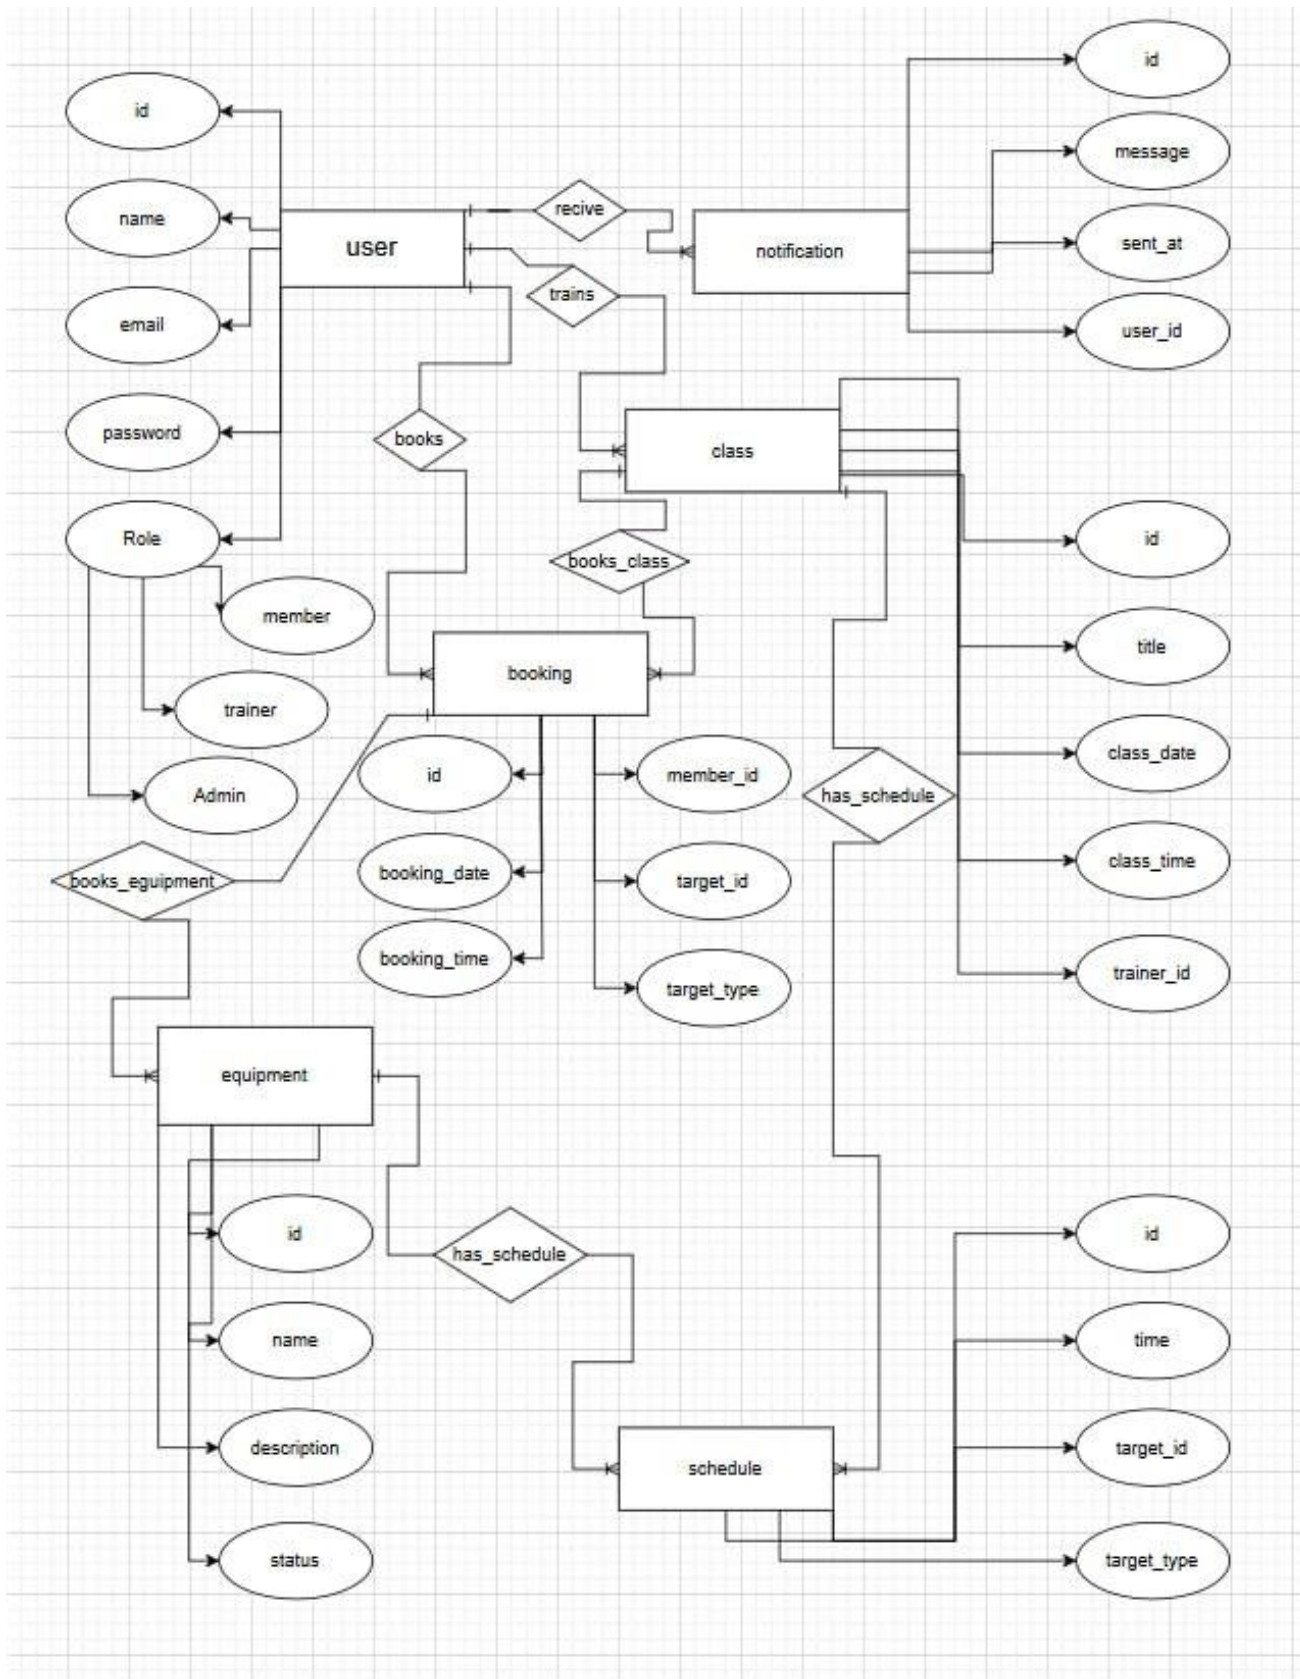 id
name
email
password
Role
member
trainer
Admin
user
recive
trains
books
notification
id
message
sent_at
user_id
class
books_class
id
title
class_date
class_time
trainer_id
has_schedule
booking
id
booking_date
booking_time
member_id
target_id
target_type
books_eguipment
equipment
id
name
description
status
has_schedule
schedule
id
time
target_id
target_type